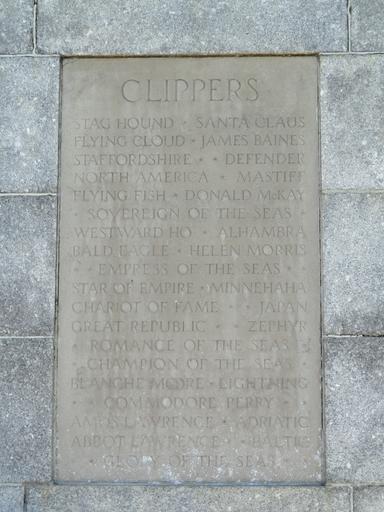 CLIPPERS
STAG HOUND • SANTA CLAUS
FLYING CLOUD • JAMES BAINES
STAFFORDSHIRE • • DEFENDER
NORTH AMERICA • MASTIFF
FLYING FISH • DONALD McKAY
• SOVEREIGN OF THE SEAS •
WESTWARD HO • ALHAMBRA
BALD EAGLE • HELEN MORRIS
• EMPRESS OF THE SEAS •
STAR OF EMPIRE • MINNEHAHA
CHARIOT OF FAME • • JAPAN
GREAT REPUBLIC • • ZEPHYR
• ROMANCE OF THE SEAS •
• CHAMPION OF THE SEAS •
BLANCHE MOORE • LIGHTNING
• COMMODORE PERRY •
AMOS LAWRENCE • ADRIATIC
ABBOT LAWRENCE • BALTIC
• GLORY OF THE SEAS •